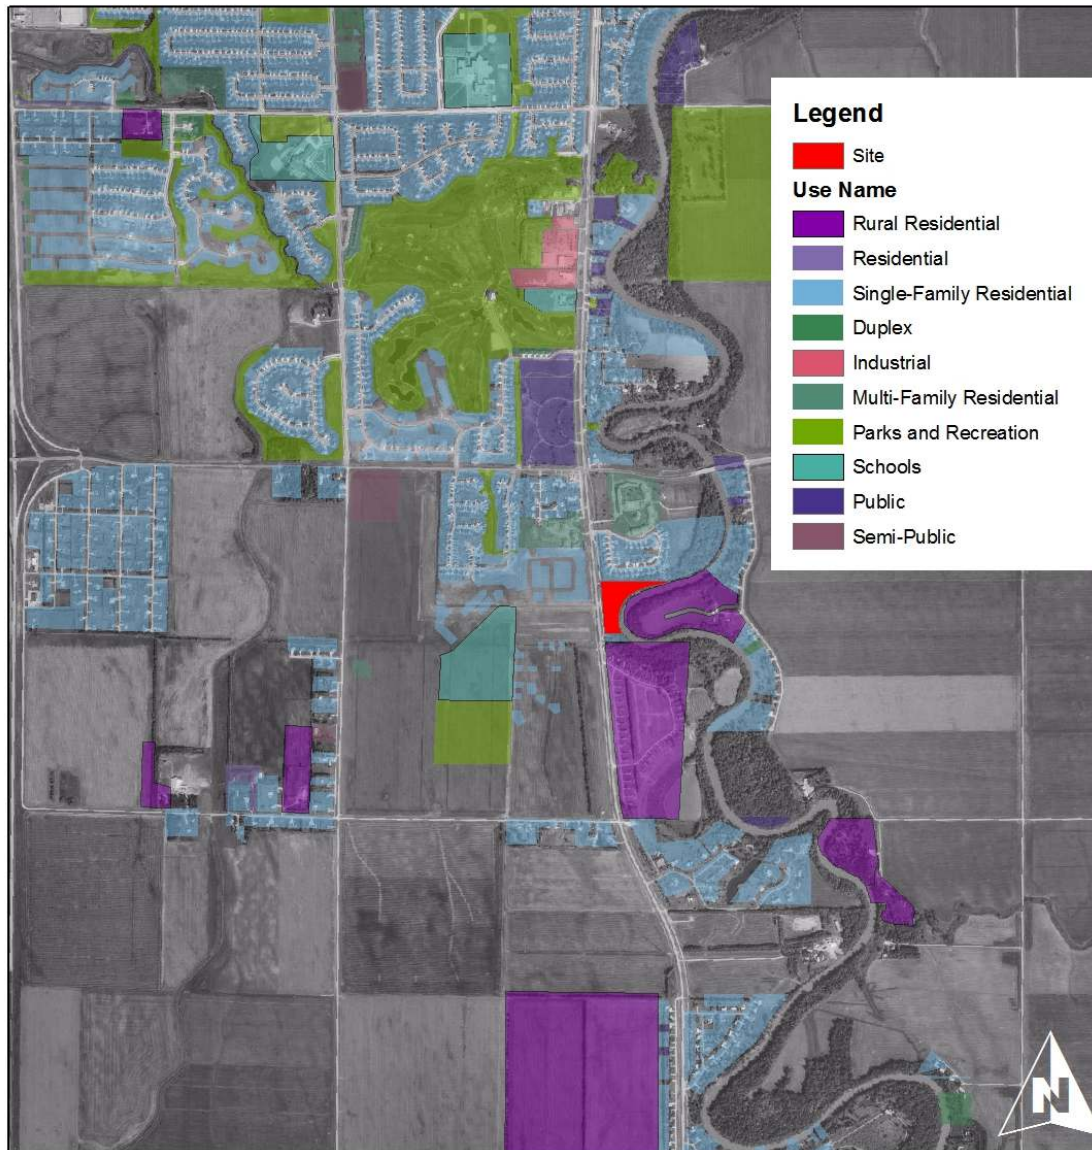 Legend
Site
Use Name
Rural Residential
Residential
Single-Family Residential
Duplex
Industrial
Multi-Family Residential
Parks and Recreation
Schools
Public
Semi-Public
N